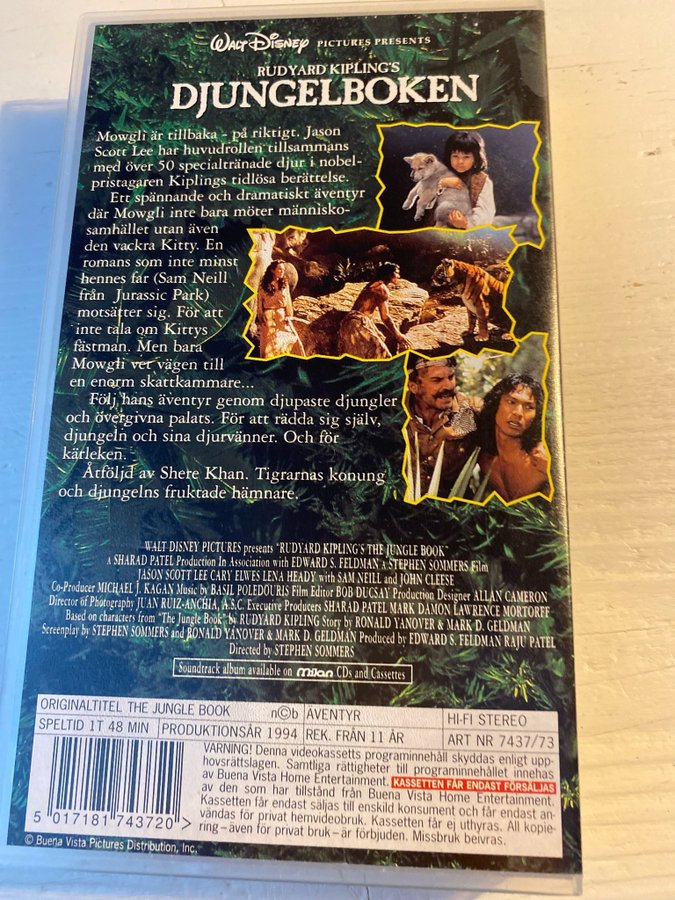 WALT DISNEY PICTURES PRESENTS
RUDYARD KIPLING'S
DJUNGELBOKEN
Mowgli är tillbaka - på riktigt. Jason
Scott Lee har huvudrollen tillsammans
med över 50 specialtränade djur i nobel-
pristagaren Kiplings tidlösa berättelse.
Ett spännande och dramatiskt äventyr
där Mowgli inte bara möter människo-
samhället utan även
den vackra Kitty. En
romans som inte minst
hennes far (Sam Neill
från Jurassic Park)
motsätter sig. För att
inte tala om Kittys
fästman. Men bara
Mowgli vet vägen till
en enorm skattkammare...
Följ hans äventyr genom djupaste djungler
och övergivna palats. För att rädda sig själv,
djungeln och sina djurvänner. Och för
kärleken.
Åtföljd av Shere Khan. Tigrarnas konung
och djungelns fruktade hämnare.
WALT DISNEY PICTURES presents "RUDYARD KIPLING'S THE JUNGLE BOOK"
A SHARAD PATEL Production In Association with EDWARD S. FELDMAN A STEPHEN SOMMERS Film
JASON SCOTT LEE CARY ELWES LENA HEADY with SAM NEILL and JOHN CLEESE
Co-Producer MICHAEL J. KAGAN Music by BASIL POLEDOURIS Film Editor BOB DUCSAY Production Designer ALLAN CAMERON
Director of Photography JUAN RUIZ-ANCHIA, A.S.C. Executive Producers SHARAD PATEL MARK DAMON LAWRENCE MORTORFF
Based on characters from "The Jungle Book" by RUDYARD KIPLING Story by RONALD YANOVER & MARK D. GELDMAN
Screenplay by STEPHEN SOMMERS and RONALD YANOVER & MARK D. GELDMAN Produced by EDWARD S. FELDMAN RAJU PATEL
Directed by STEPHEN SOMMERS
Soundtrack album available on milan CDs and Cassettes
ORIGINALTITEL THE JUNGLE BOOK n©b ÄVENTYR HI-FI STEREO
SPELTID 1T 48 MIN PRODUKTIONSÅR 1994 REK. FRÅN 11 ÅR ART NR 7437/73
VARNING! Denna videokassetts programinnehåll skyddas enligt upp-
hovsrättslagen. Samtliga rättigheter till programinnehållet innehas
av Buena Vista Home Entertainment. KASSETTEN FÅR ENDAST FÖRSÄLJAS
av den som har tillstånd från Buena Vista Home Entertainment.
Kassetten får endast säljas till enskild konsument och får endast an-
vändas för privat hemvideobruk. Kassetten får ej uthyras. All kopie-
ring – även för privat bruk – är förbjuden. Missbruk beivras.
5 017181 743720 >
© Buena Vista Pictures Distribution, Inc.